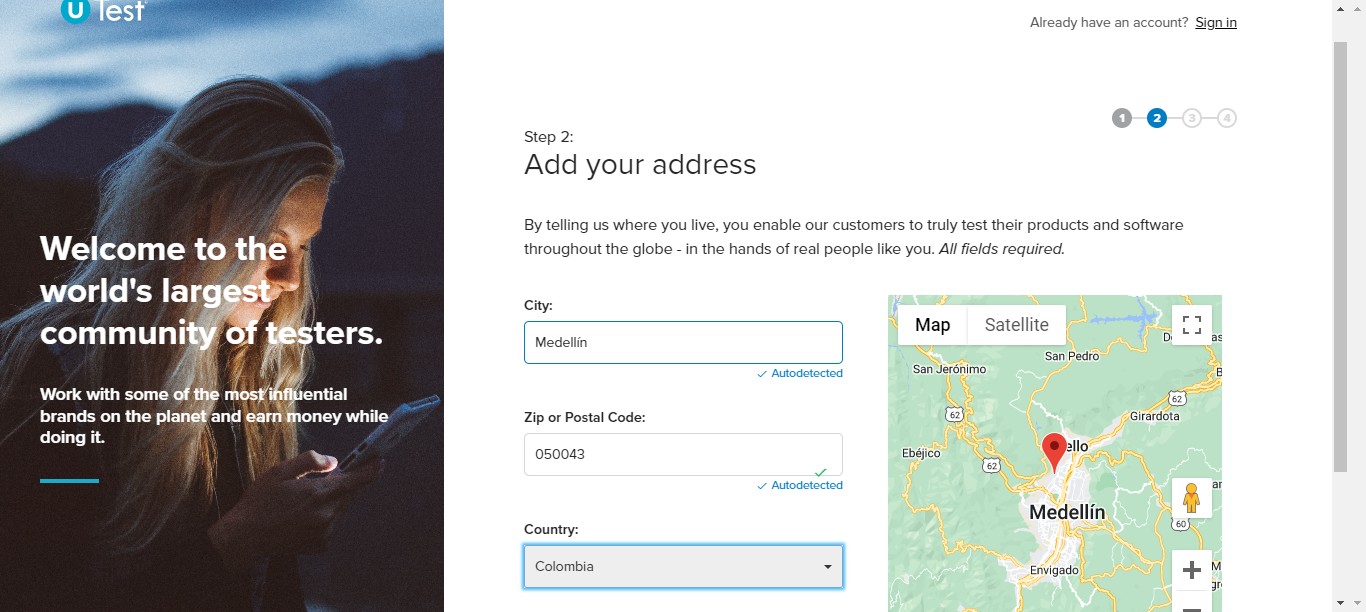 U Test
Already have an account? Sign in
1 2 3 4
Step 2:
Add your address
By telling us where you live, you enable our customers to truly test their products and software
throughout the globe - in the hands of real people like you. All fields required.
Welcome to the
world's largest
community of testers.
Work with some of the most influential
brands on the planet and earn money while
doing it.
City:
Medellín
Autodetected
Zip or Postal Code:
050043
Autodetected
Country:
Colombia
Map Satellite
San Pedro
San Jerónimo
62
62
Girardota
Ebéjico
62
Medellín
60
Envigado